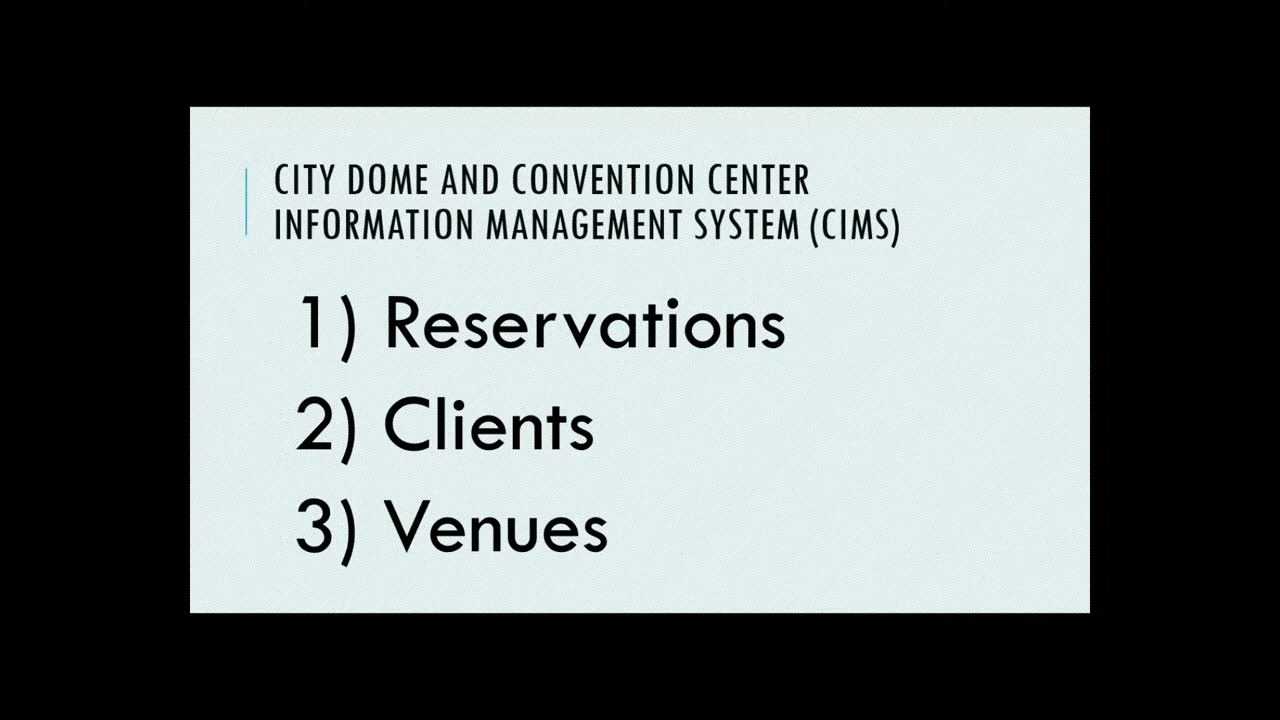 CITY DOME AND CONVENTION CENTER
INFORMATION MANAGEMENT SYSTEM (CIMS)
1) Reservations
2) Clients
3) Venues